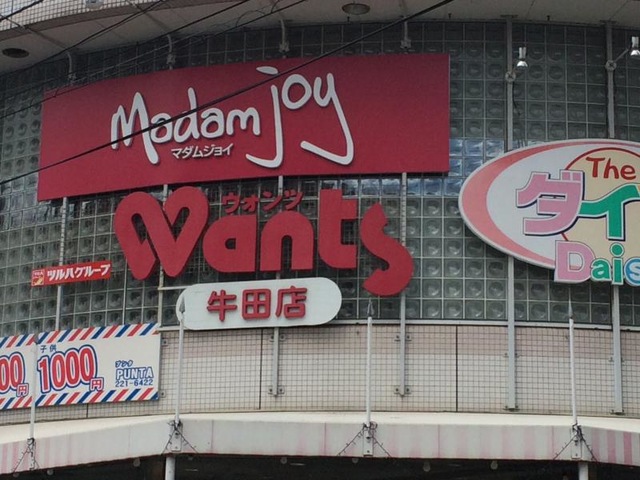 Madam joy
マダムジョイ
ウォンツ
Wants
牛田店
ツルハグループ
The
ダイ
Dais
子供
00円
1000円
PUNTA
221-6422